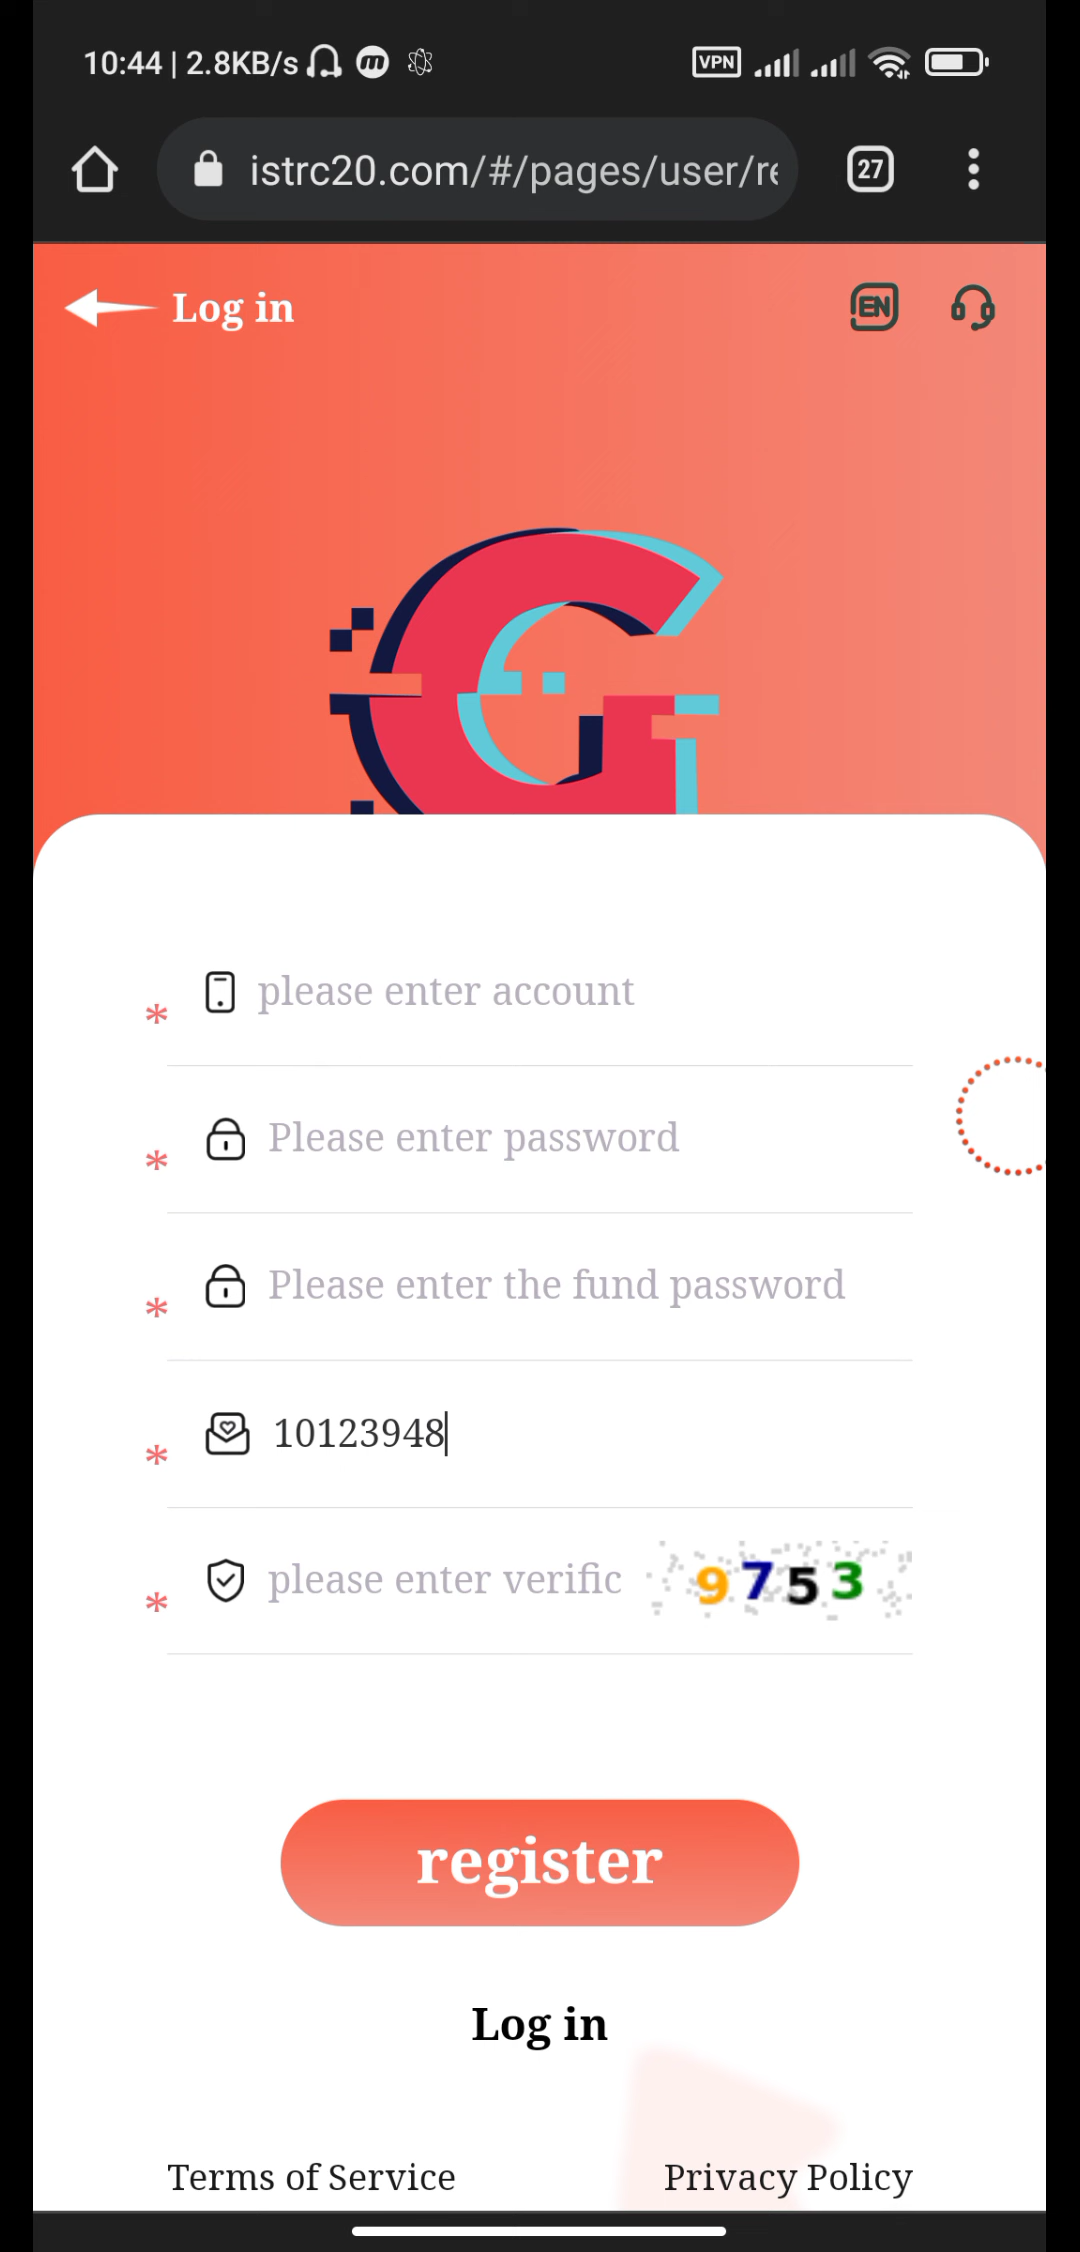 10:44 | 2.8KB/s
VPN
istrc20.com/#/pages/user/re
27
Log in
EN
please enter account
*
Please enter password
*
Please enter the fund password
*
10123948
*
please enter verific
9753
*
register
Log in
Terms of Service
Privacy Policy